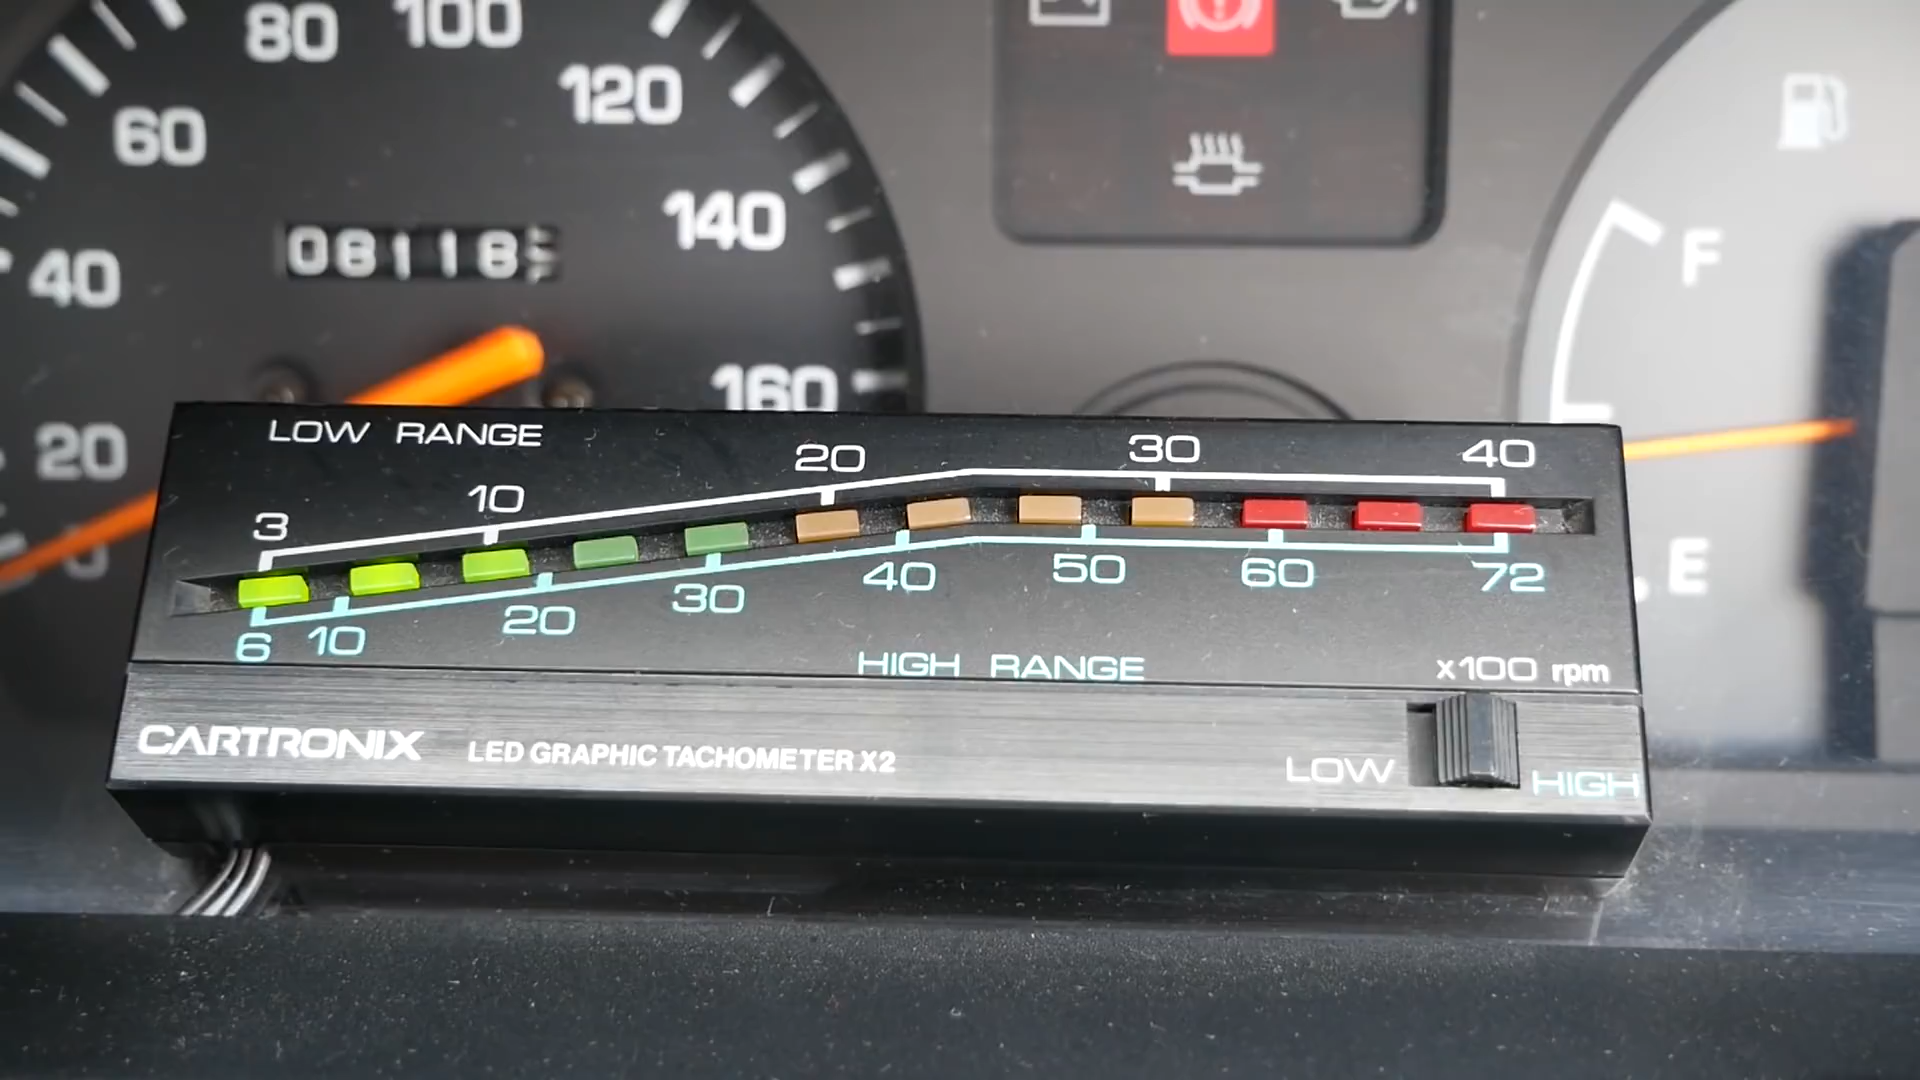 80 100
60 120
08118
140
40
F
160
20
0
LOW RANGE
3 10 20 30 40
6 10 20 30 40 50 60 72
E
HIGH RANGE
x100 rpm
CARTRONIX LED GRAPHIC TACHOMETER X2
LOW HIGH